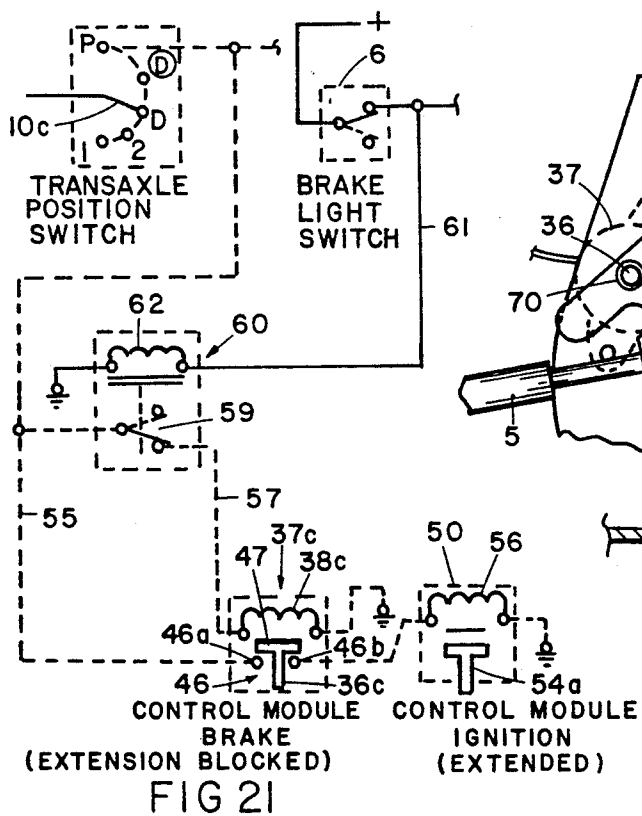 P
D
+
6
10c
D
1
2
TRANSAXLE
POSITION
SWITCH
BRAKE
LIGHT
SWITCH
61
37
36
70
62
60
59
5
55
57
37c
47
38c
50
56
46a
46b
46
36c
54a
CONTROL MODULE
BRAKE
(EXTENSION BLOCKED)
CONTROL MODULE
IGNITION
(EXTENDED)
FIG 21